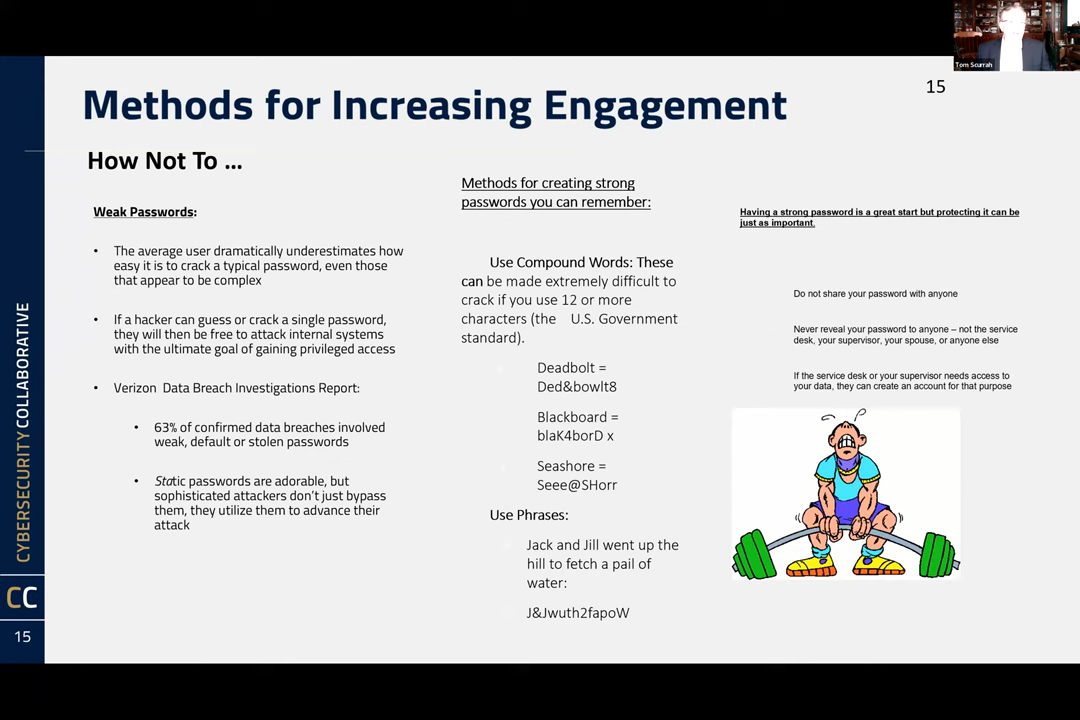 Tom Scurrah
15
Methods for Increasing Engagement
How Not To ...
Weak Passwords:
• The average user dramatically underestimates how
easy it is to crack a typical password, even those
that appear to be complex
• If a hacker can guess or crack a single password,
they will then be free to attack internal systems
with the ultimate goal of gaining privileged access
• Verizon Data Breach Investigations Report:
• 63% of confirmed data breaches involved
weak, default or stolen passwords
• Static passwords are adorable, but
sophisticated attackers don't just bypass
them, they utilize them to advance their
attack
Methods for creating strong
passwords you can remember:
Use Compound Words: These
can be made extremely difficult to
crack if you use 12 or more
characters (the U.S. Government
standard).
Deadbolt =
Ded&bowlt8
Blackboard =
blaK4borD x
Seashore =
Seee@SHorr
Use Phrases:
Jack and Jill went up the
hill to fetch a pail of
water:
J&Jwuth2fapoW
Having a strong password is a great start but protecting it can be
just as important.
Do not share your password with anyone
Never reveal your password to anyone – not the service
desk, your supervisor, your spouse, or anyone else
If the service desk or your supervisor needs access to
your data, they can create an account for that purpose
CYBERSECURITY COLLABORATIVE
CC
15